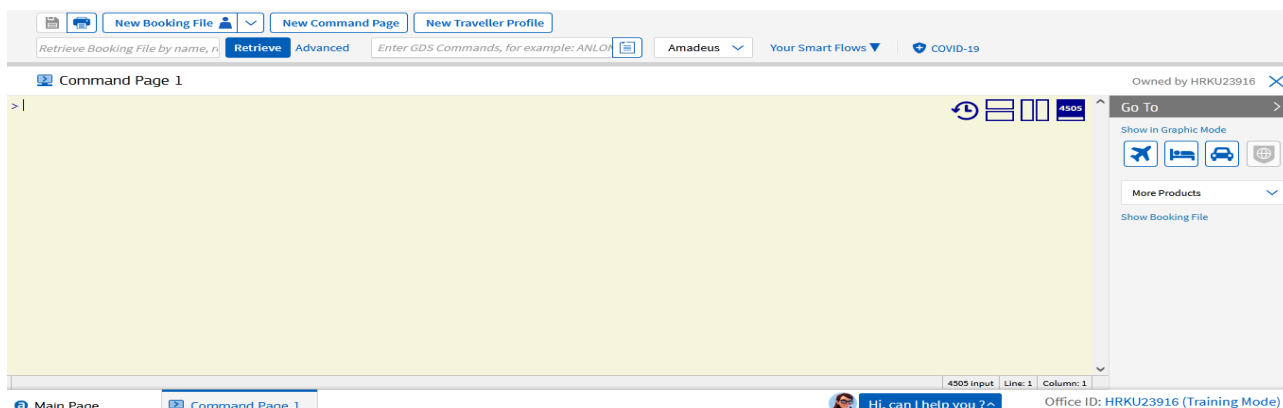 New Booking File New Command Page New Traveller Profile
Retrieve Booking File by name, r Retrieve Advanced Enter GDS Commands, for example: ANLON Amadeus Your Smart Flows COVID-19
Command Page 1 Owned by HRKU23916
> 4505 Go To
Show in Graphic Mode
More Products
Show Booking File
4505 input Line: 1 Column: 1
Main Page Command Page 1 Hi, can I help you ? Office ID: HRKU23916 (Training Mode)